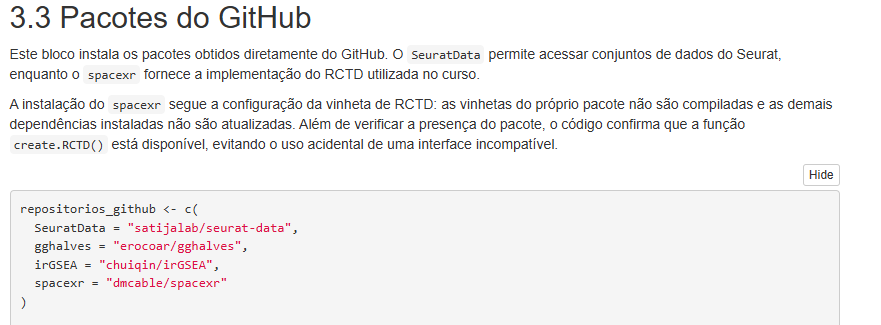 3.3 Pacotes do GitHub
Este bloco instala os pacotes obtidos diretamente do GitHub. O SeuratData permite acessar conjuntos de dados do Seurat,
enquanto o spacexr fornece a implementação do RCTD utilizada no curso.
A instalação do spacexr segue a configuração da vinheta de RCTD: as vinhetas do próprio pacote não são compiladas e as demais
dependências instaladas não são atualizadas. Além de verificar a presença do pacote, o código confirma que a função
create.RCTD() está disponível, evitando o uso acidental de uma interface incompatível.
Hide
repositorios_github <- c(
  SeuratData = "satijalab/seurat-data",
  gghalves = "erocoar/gghalves",
  irGSEA = "chuiqin/irGSEA",
  spacexr = "dmcable/spacexr"
)